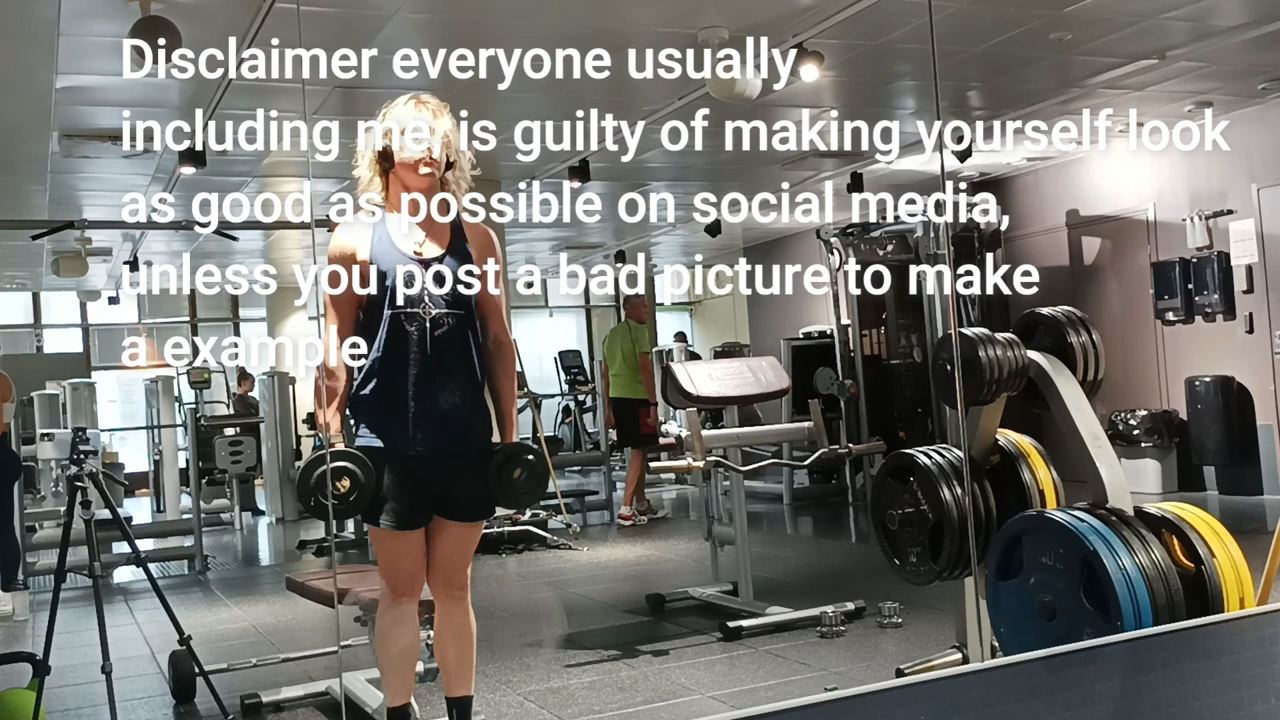 Disclaimer everyone usually
including me, is guilty of making yourself look
as good as possible on social media,
unless you post a bad picture to make
a example